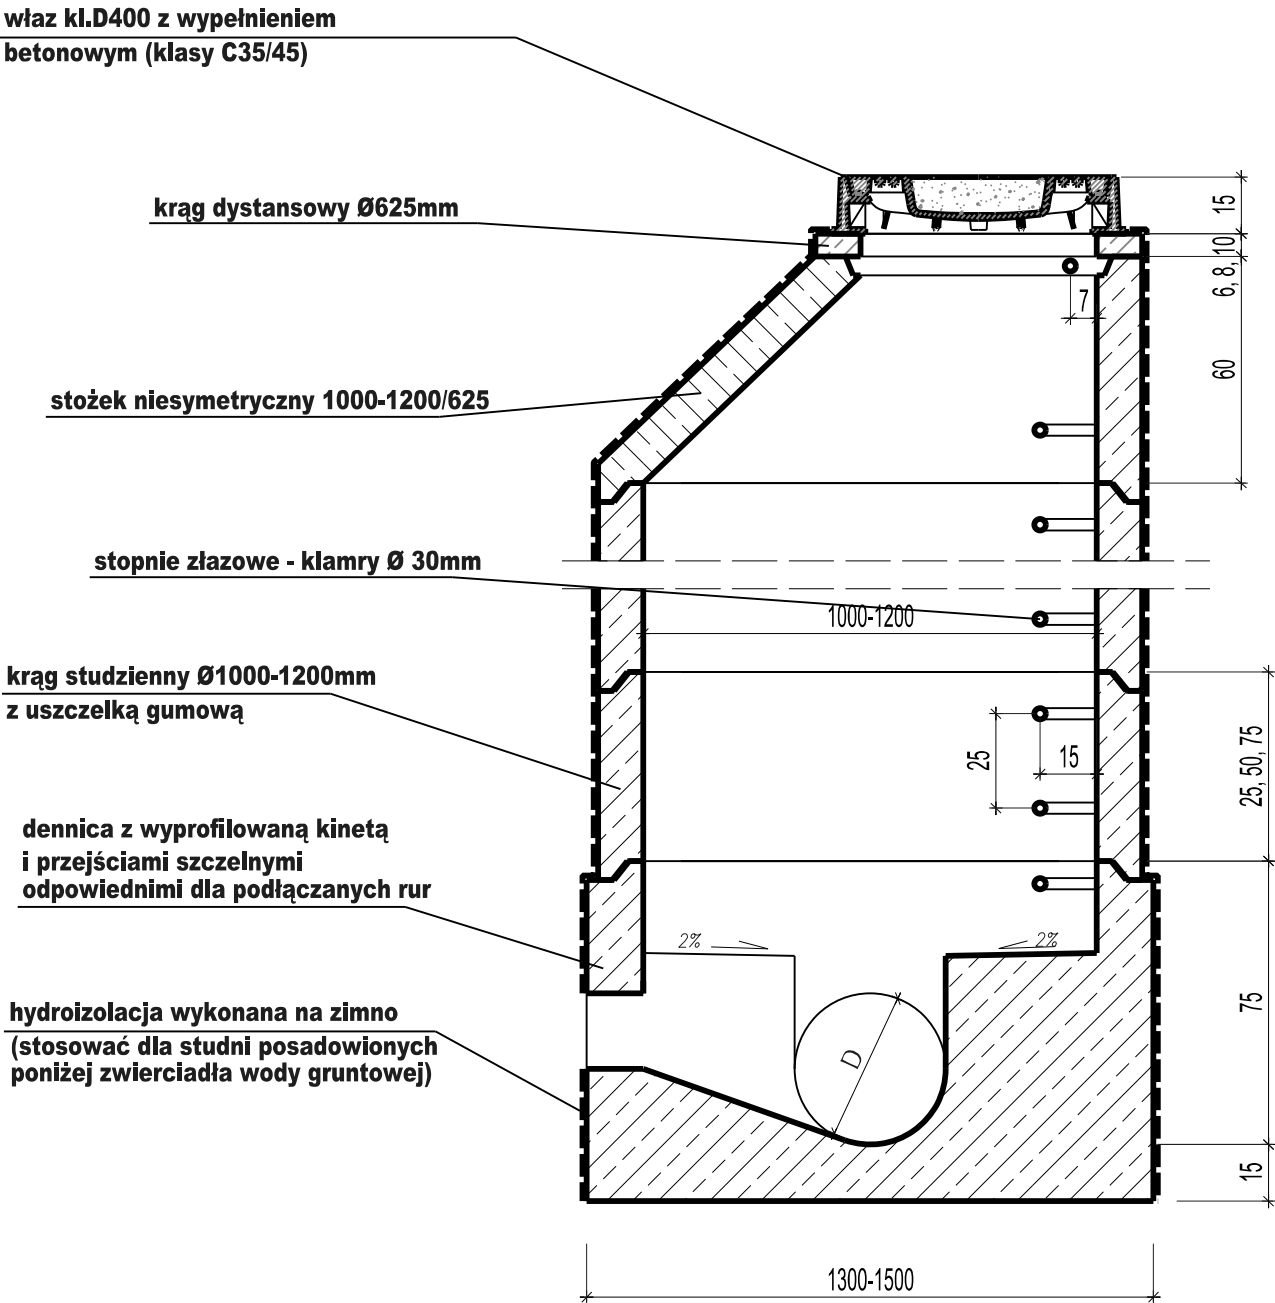 właz kl.D400 z wypełnieniem
betonowym (klasy C35/45)
krąg dystansowy Ø625mm
stożek niesymetryczny 1000-1200/625
stopnie złazowe - klamry Ø 30mm
krąg studzienny Ø1000-1200mm
z uszczelką gumową
dennica z wyprofilowaną kinetą
i przejściami szczelnymi
odpowiednimi dla podłączanych rur
hydroizolacja wykonana na zimno
(stosować dla studni posadowionych
poniżej zwierciadła wody gruntowej)
15
6, 8, 10
7
60
1000-1200
25
15
25, 50, 75
2%
2%
D
75
15
1300-1500